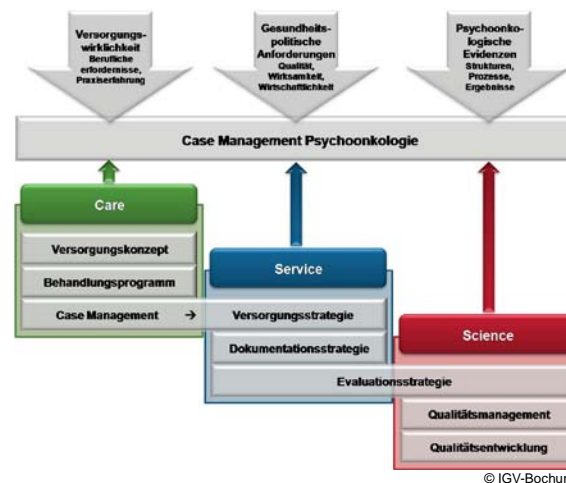 Versorgungs-
wirklichkeit
Berufliche
erfordernisse,
Praxiserfahrung
Gesundheits-
politische
Anforderungen
Qualität,
Wirksamkeit,
Wirtschaftlichkeit
Psychoonko-
logische
Evidenzen
Strukturen,
Prozesse,
Ergebnisse
Case Management Psychoonkologie
Care
Versorgungskonzept
Behandlungsprogramm
Case Management →
Service
Versorgungsstrategie
Dokumentationsstrategie
Evaluationsstrategie
Science
Qualitätsmanagement
Qualitätsentwicklung
© IGV-Bochum